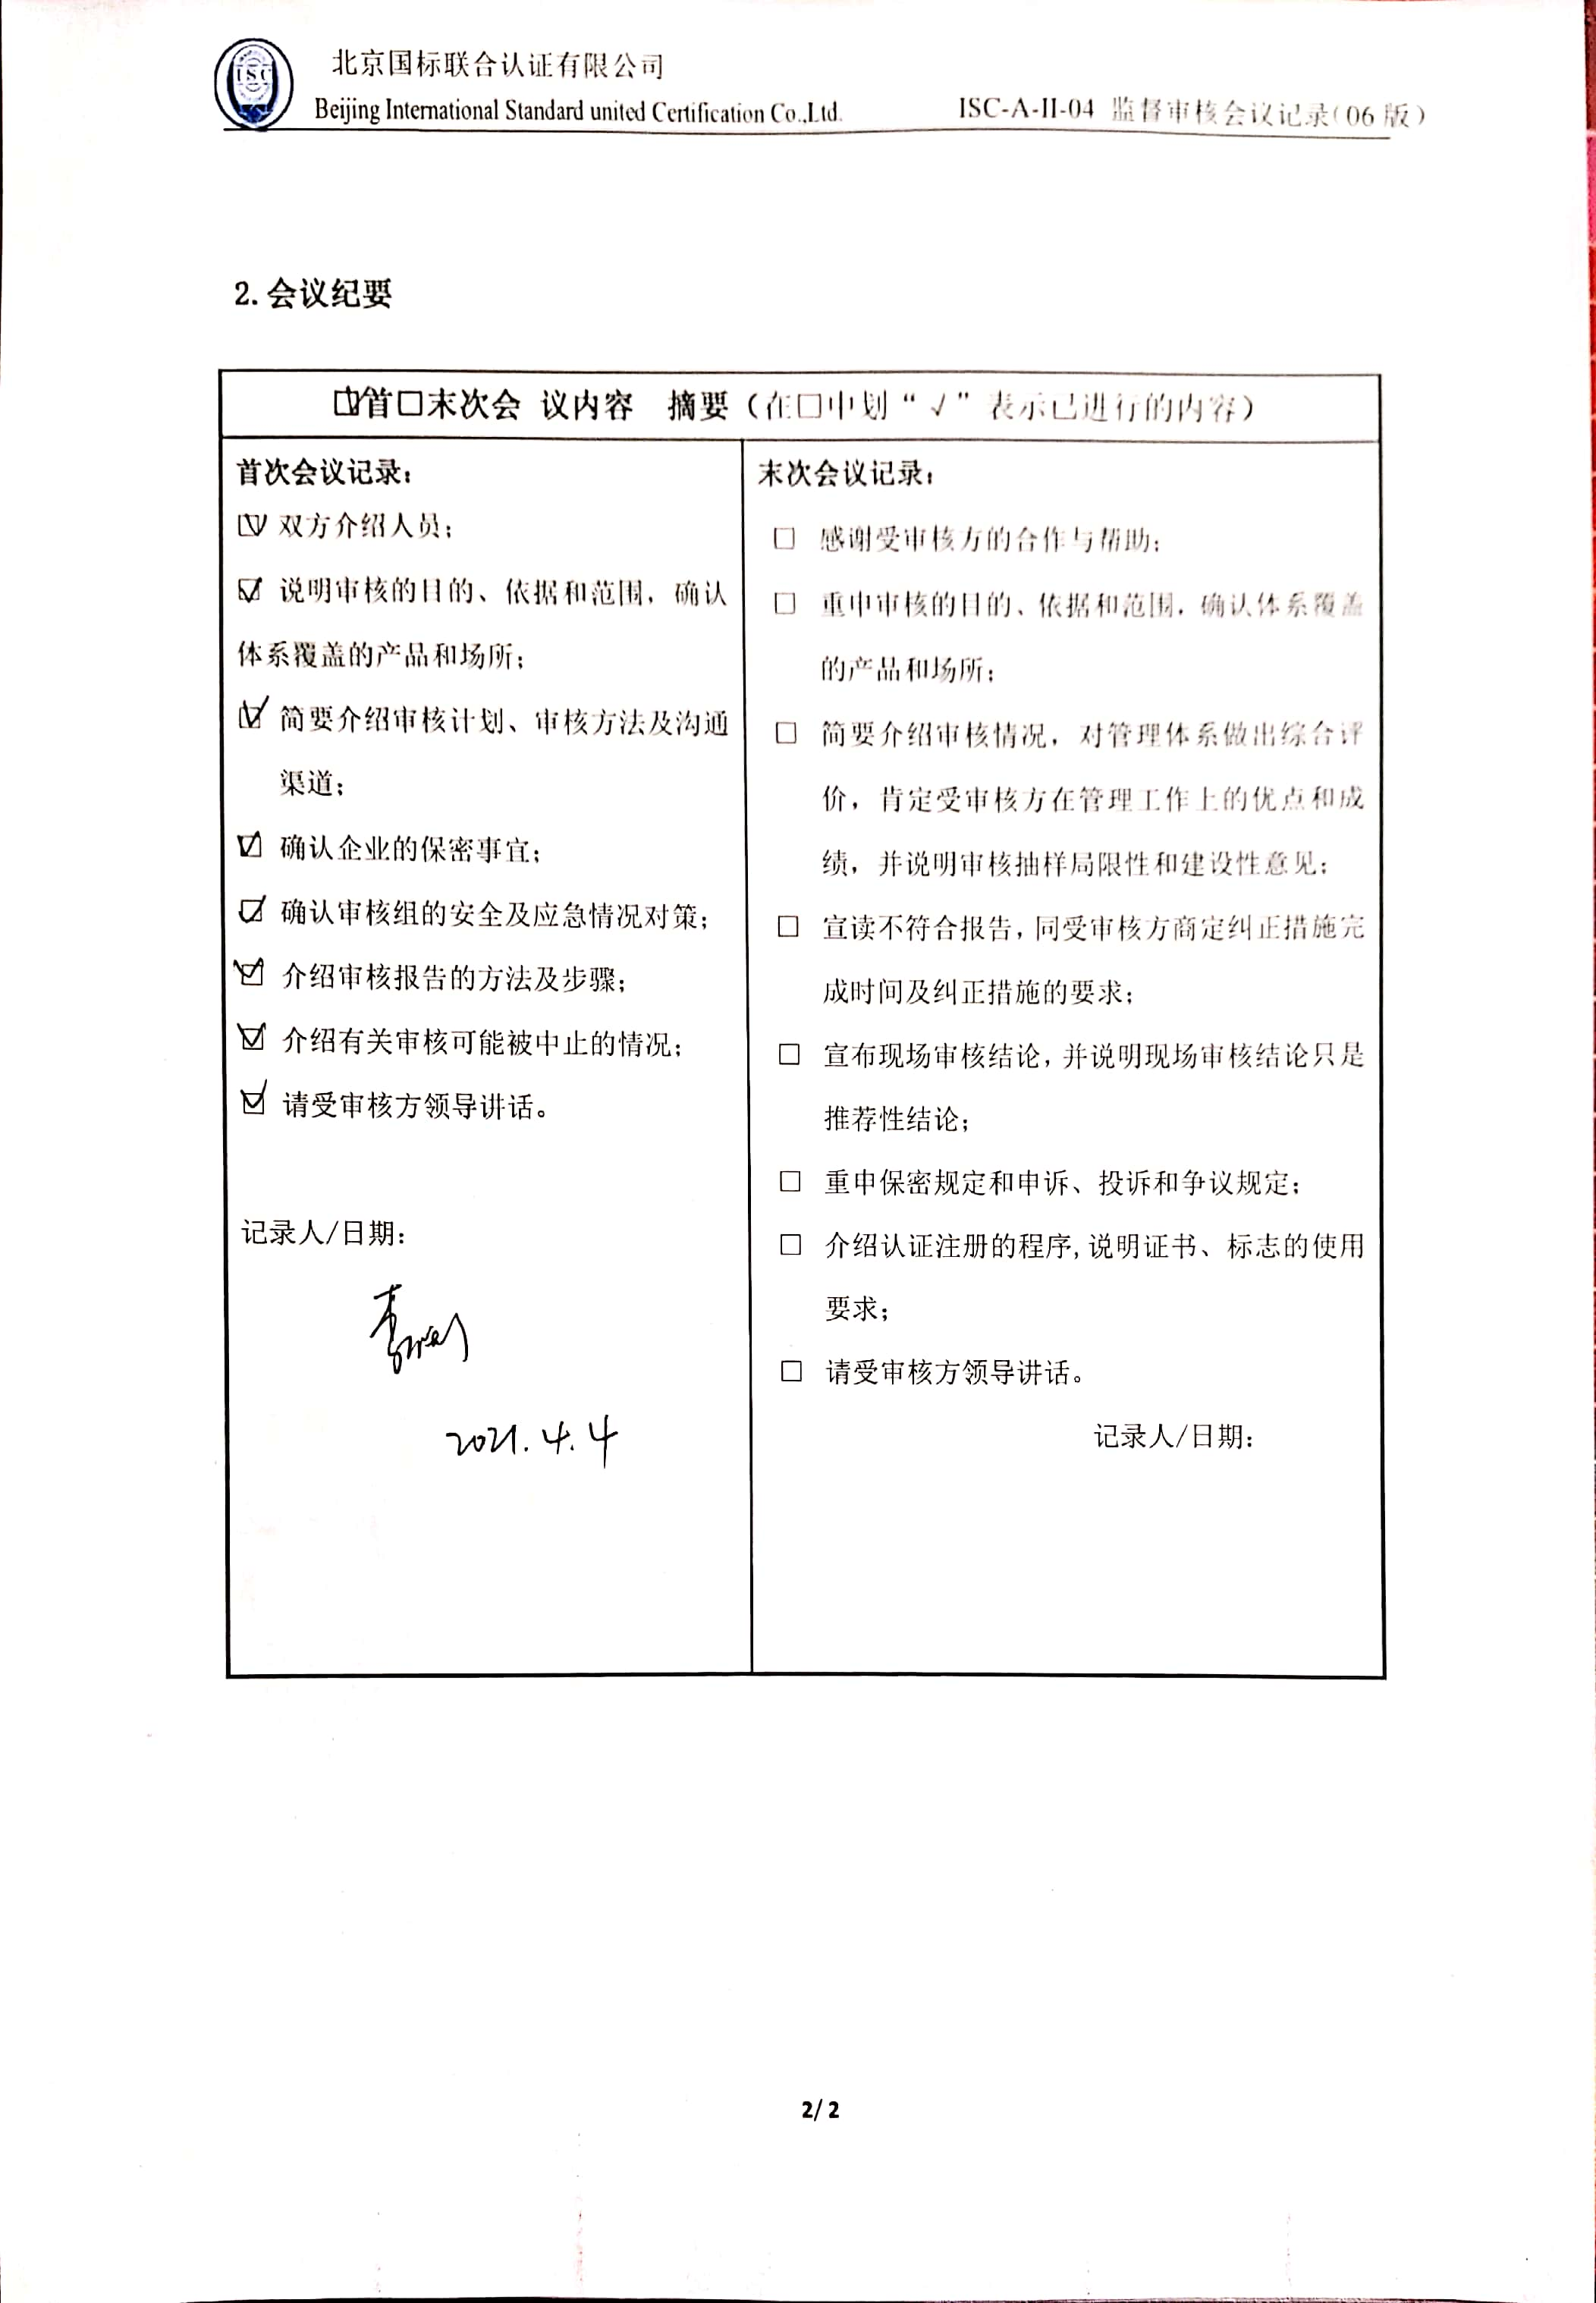 北京国标联合认证有限公司
Beijing International Standard united Certification Co.,Ltd.
ISC-A-II-04 监督审核会议记录(06版)
ISC
2.会议纪要
☑首□末次会 议内容 摘要（在□中划“√”表示已进行的内容）
首次会议记录：
☑ 双方介绍人员；
☑ 说明审核的目的、依据和范围，确认
体系覆盖的产品和场所；
☑ 简要介绍审核计划、审核方法及沟通
渠道；
☑ 确认企业的保密事宜；
☑ 确认审核组的安全及应急情况对策；
☑ 介绍审核报告的方法及步骤；
☑ 介绍有关审核可能被中止的情况；
☑ 请受审核方领导讲话。
记录人/日期：
2021.4.4
末次会议记录：
□ 感谢受审核方的合作与帮助；
□ 重申审核的目的、依据和范围，确认体系覆盖
的产品和场所；
□ 简要介绍审核情况，对管理体系做出综合评
价，肯定受审核方在管理工作上的优点和成
绩，并说明审核抽样局限性和建设性意见；
□ 宣读不符合报告，同受审核方商定纠正措施完
成时间及纠正措施的要求；
□ 宣布现场审核结论，并说明现场审核结论只是
推荐性结论；
□ 重申保密规定和申诉、投诉和争议规定；
□ 介绍认证注册的程序,说明证书、标志的使用
要求；
□ 请受审核方领导讲话。
记录人/日期：
2/ 2